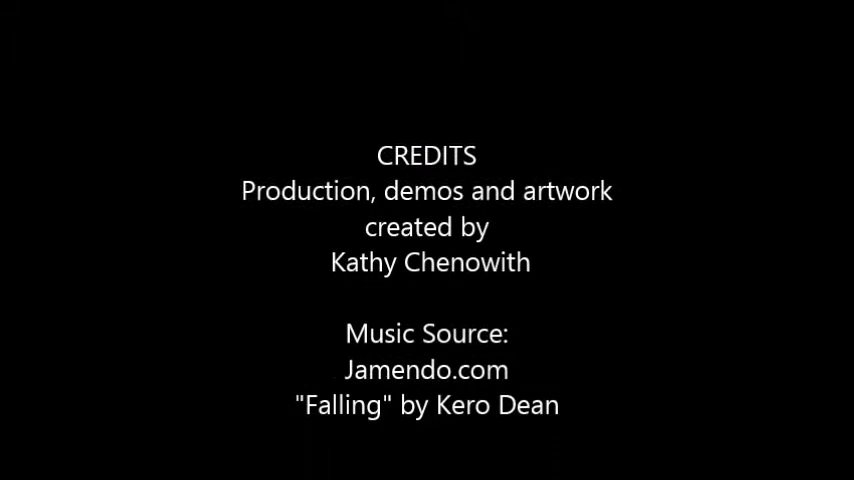 CREDITS
Production, demos and artwork
created by
Kathy Chenowith
Music Source:
Jamendo.com
"Falling" by Kero Dean